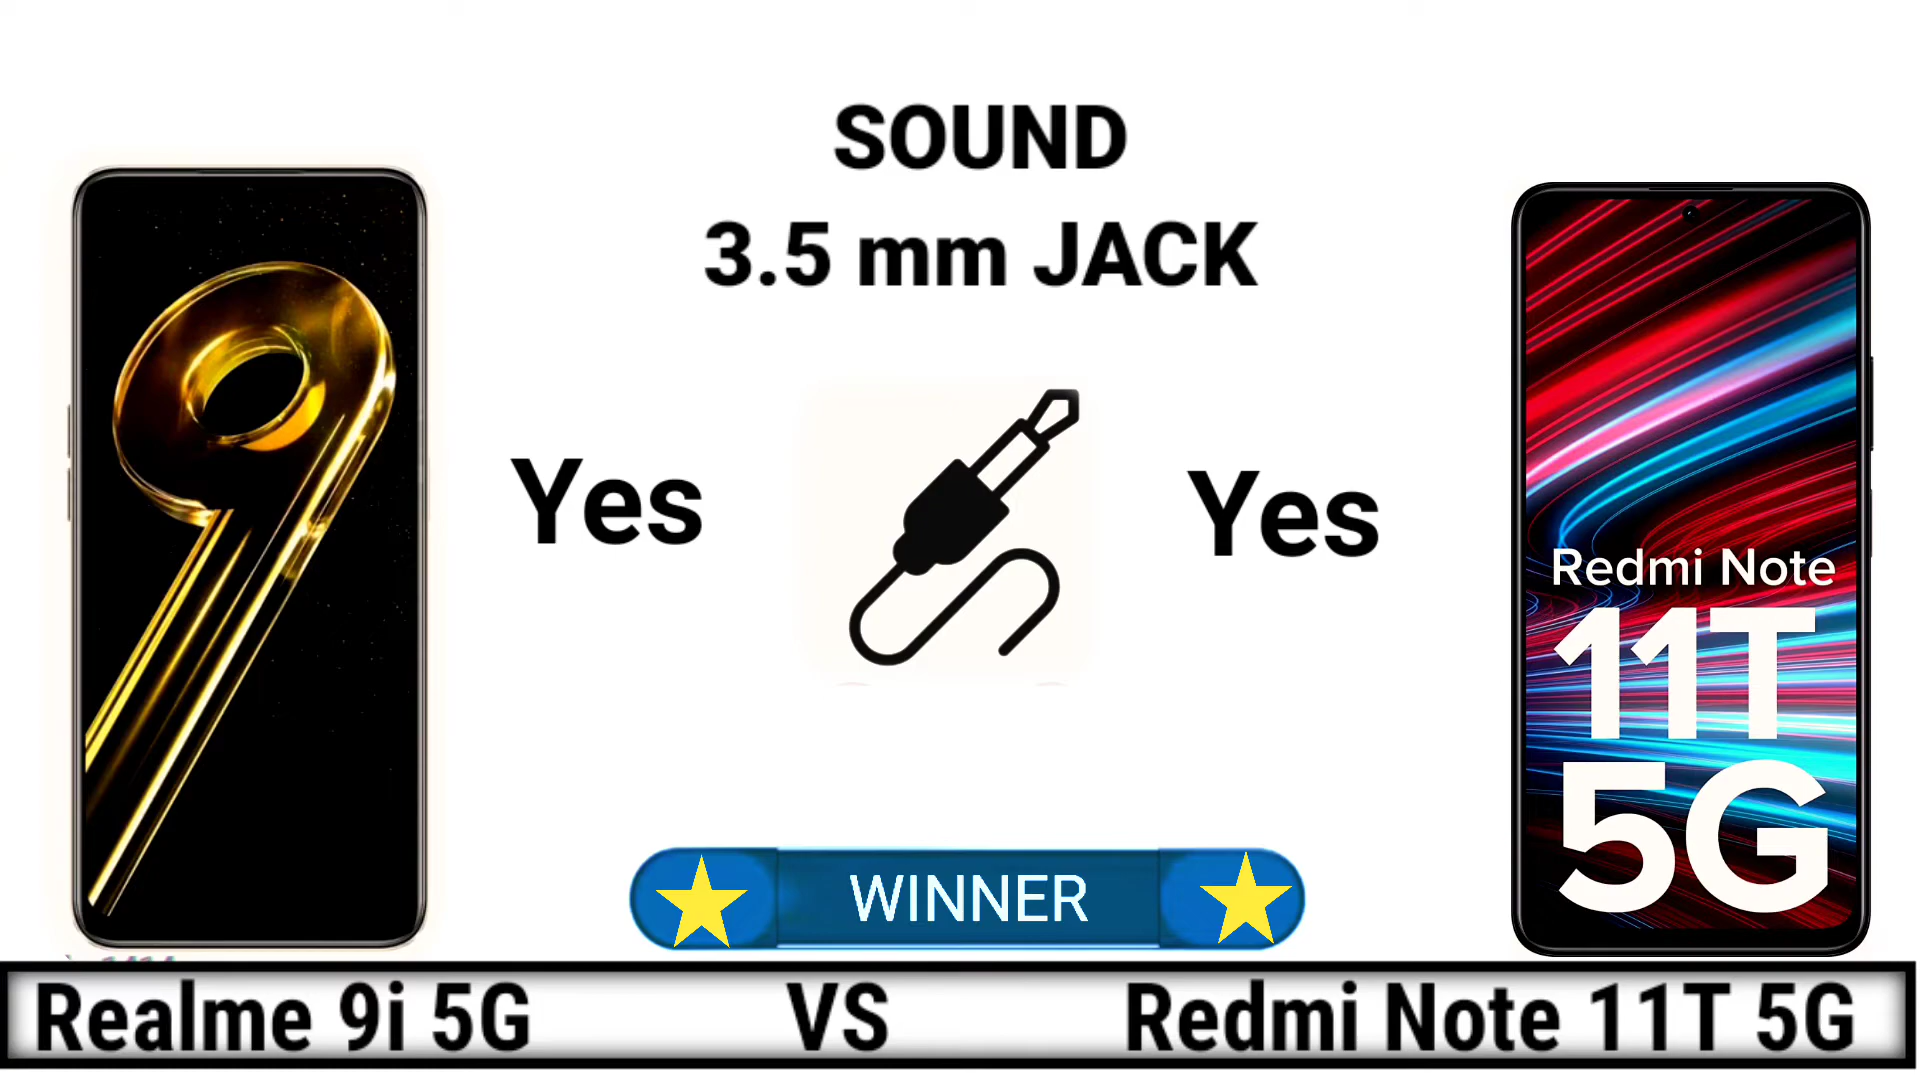 SOUND
3.5 mm JACK
Yes
Yes
Redmi Note
11T
5G
WINNER
Realme 9i 5G VS Redmi Note 11T 5G